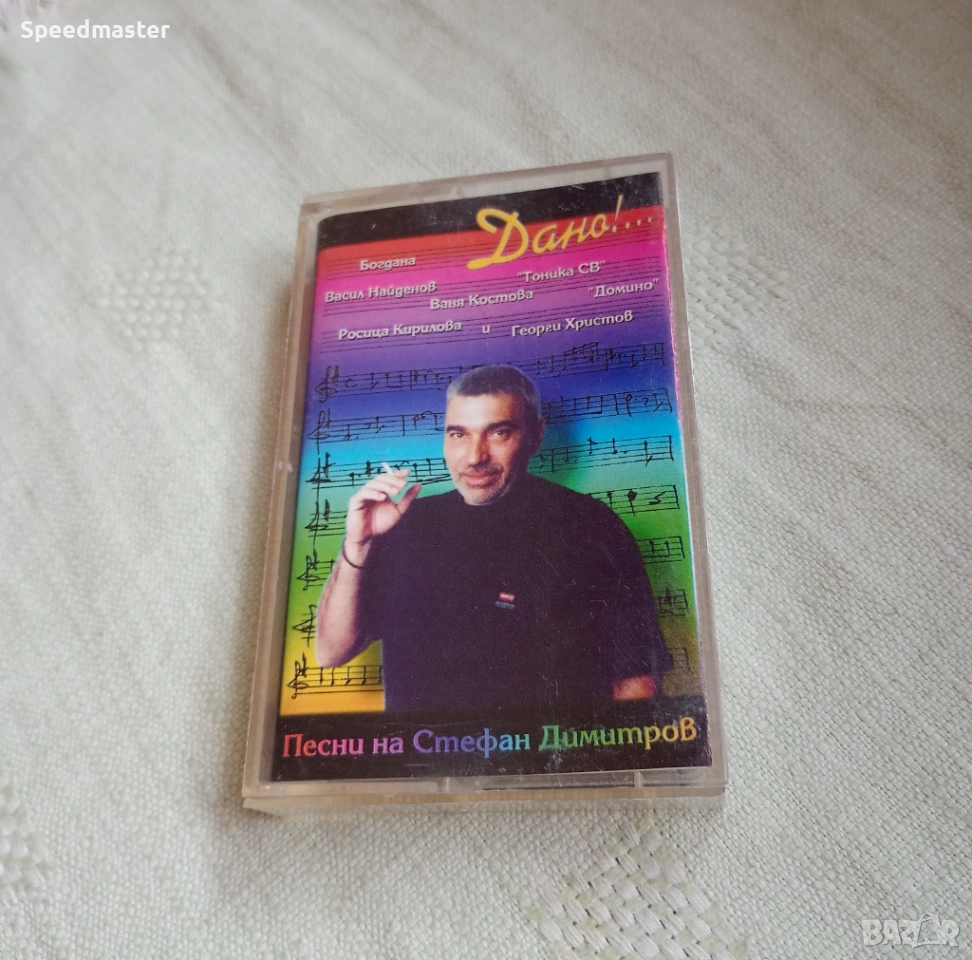 Speedmaster
Дано!...
Богдана
Васил Найденов "Тоника СВ"
Ваня Костова "Домино"
Росица Кирилова и Георги Христов
Песни на Стефан Димитров
BAZAR